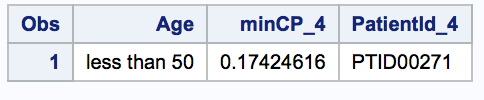 Obs Age minCP_4 PatientId_4
1 less than 50 0.17424616 PTID00271